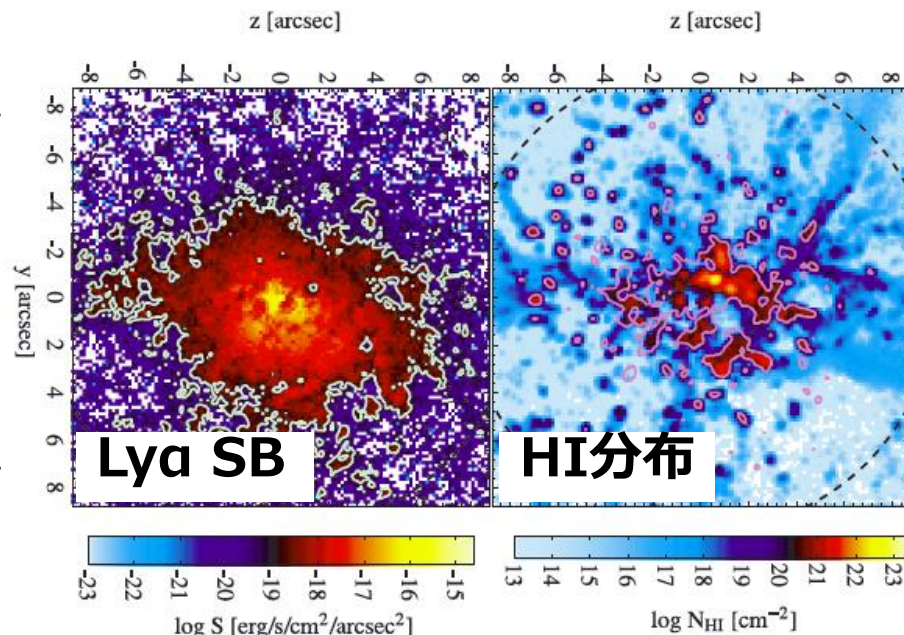 z [arcsec]
z [arcsec]
-8 -6 -4 -2 0 2 4 6 8
-8 -6 -4 -2 0 2 4 6 8
-8
-6
-4
-2
0
2
4
6
8
y [arcsec]
Lyα SB
HI分布
-23 -22 -21 -20 -19 -18 -17 -16 -15
13 14 15 16 17 18 19 20 21 22 23
log S [erg/s/cm²/arcsec²]
log N_HI [cm⁻²]